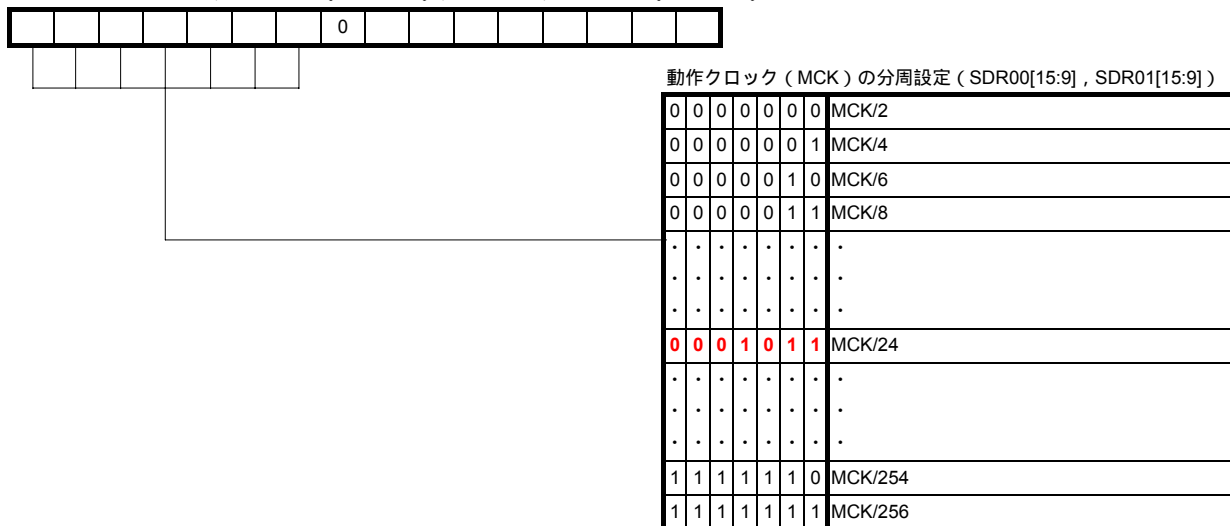 0
動作クロック(MCK)の分周設定(SDR00[15:9],SDR01[15:9])
0 0 0 0 0 0 0 MCK/2
0 0 0 0 0 0 1 MCK/4
0 0 0 0 0 1 0 MCK/6
0 0 0 0 0 1 1 MCK/8
・ ・ ・ ・ ・ ・ ・ ・
・ ・ ・ ・ ・ ・ ・ ・
・ ・ ・ ・ ・ ・ ・ ・
0 0 0 1 0 1 1 MCK/24
・ ・ ・ ・ ・ ・ ・ ・
・ ・ ・ ・ ・ ・ ・ ・
・ ・ ・ ・ ・ ・ ・ ・
1 1 1 1 1 1 0 MCK/254
1 1 1 1 1 1 1 MCK/256